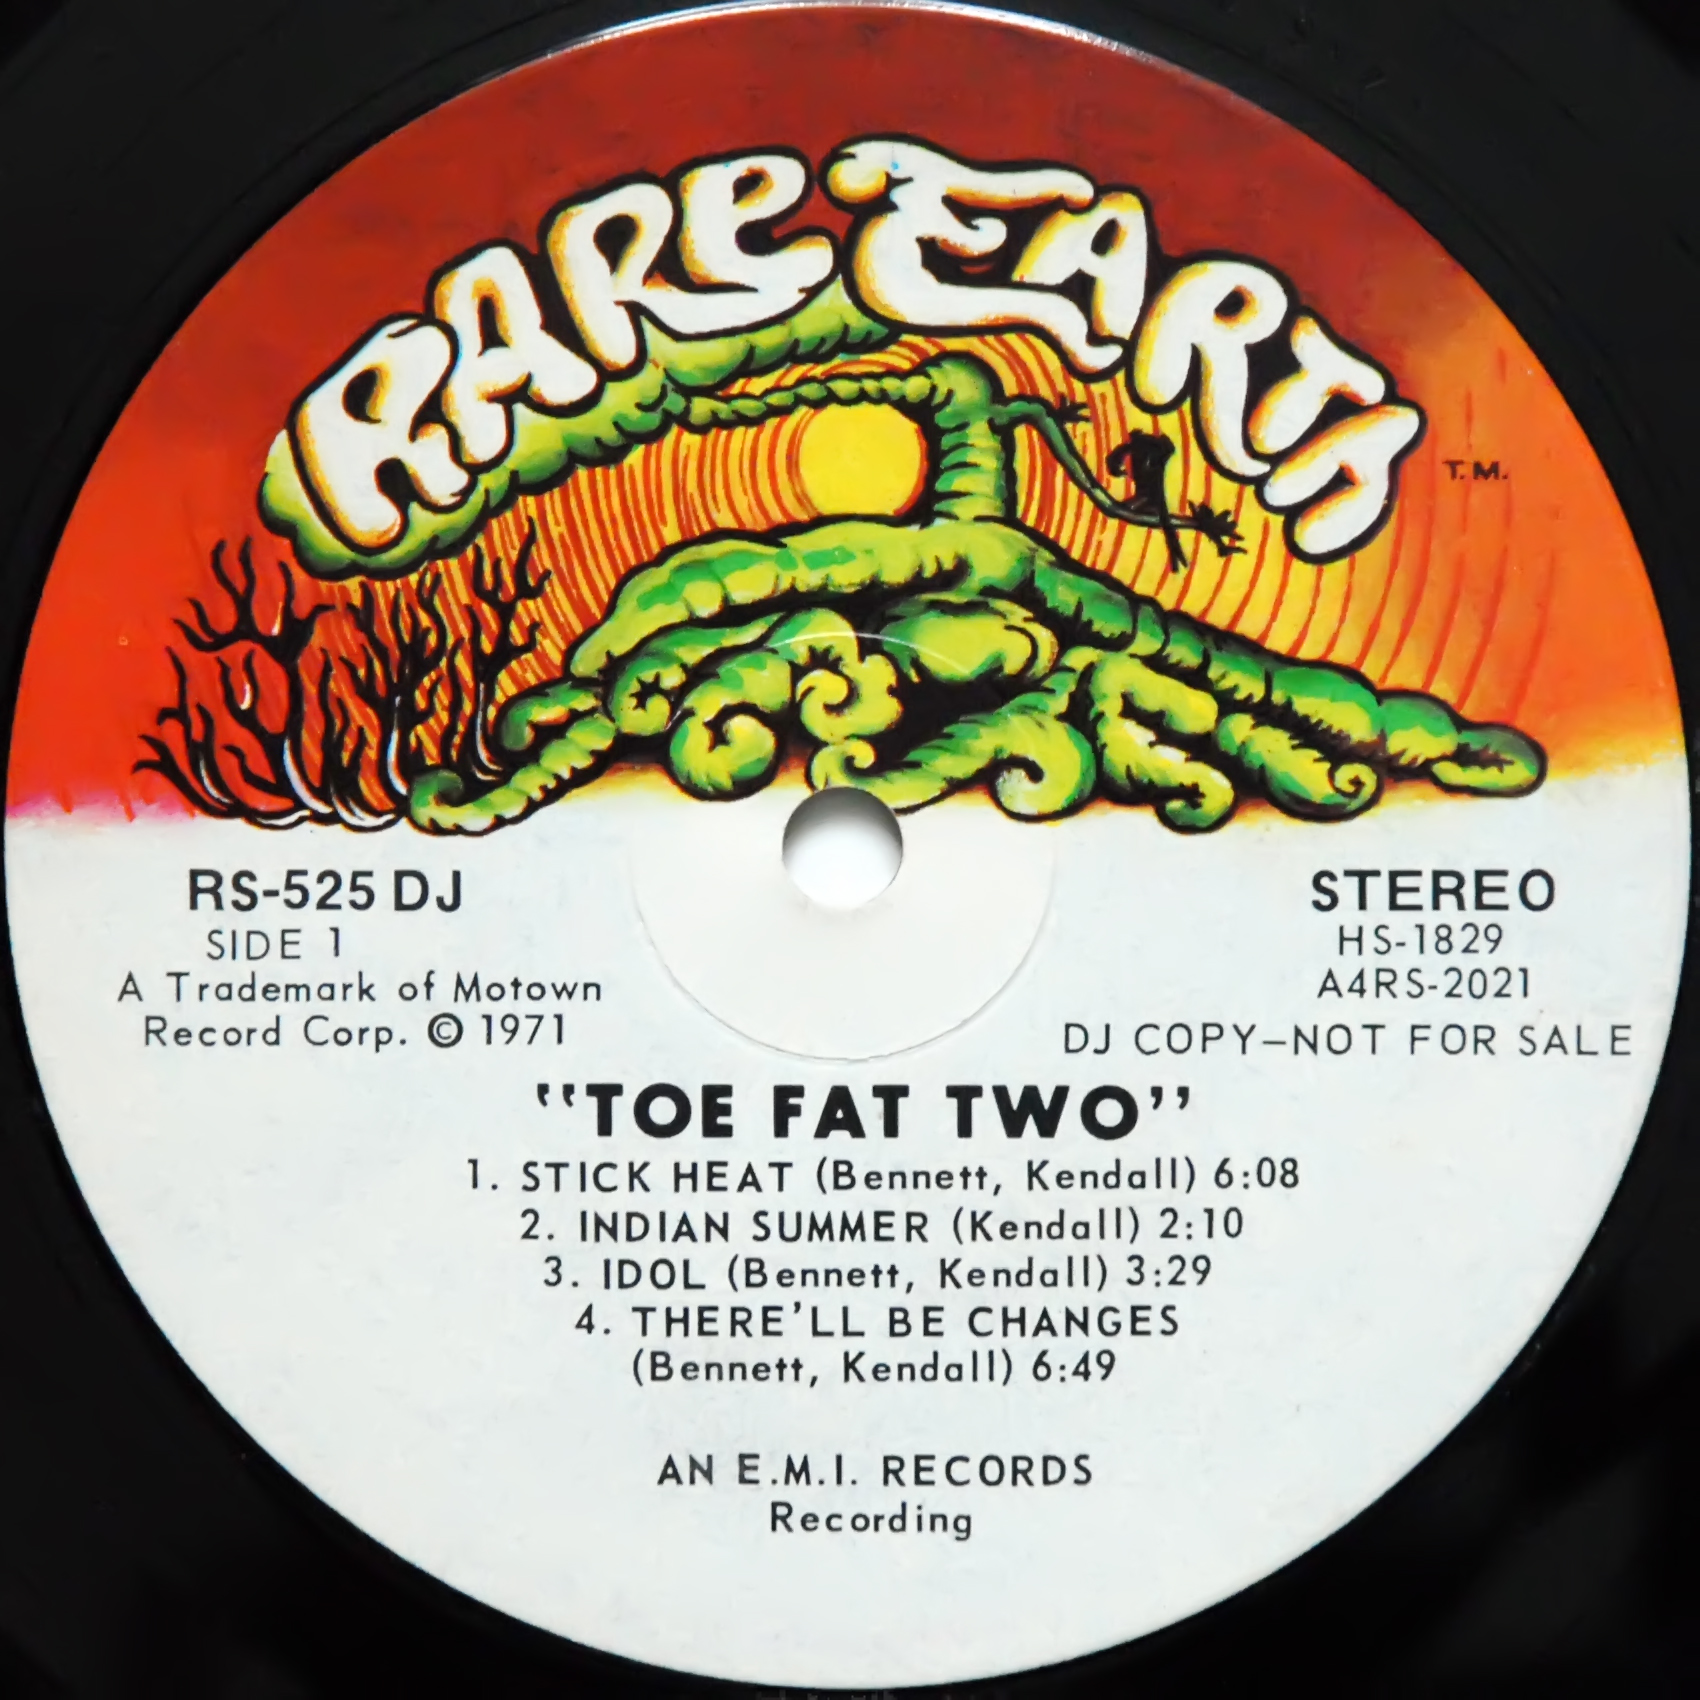 RARE EARTH
T.M.
RS-525 DJ
SIDE 1
A Trademark of Motown
Record Corp. © 1971
STEREO
HS-1829
A4RS-2021
DJ COPY–NOT FOR SALE
"TOE FAT TWO"
1. STICK HEAT (Bennett, Kendall) 6:08
2. INDIAN SUMMER (Kendall) 2:10
3. IDOL (Bennett, Kendall) 3:29
4. THERE'LL BE CHANGES
(Bennett, Kendall) 6:49
AN E.M.I. RECORDS
Recording